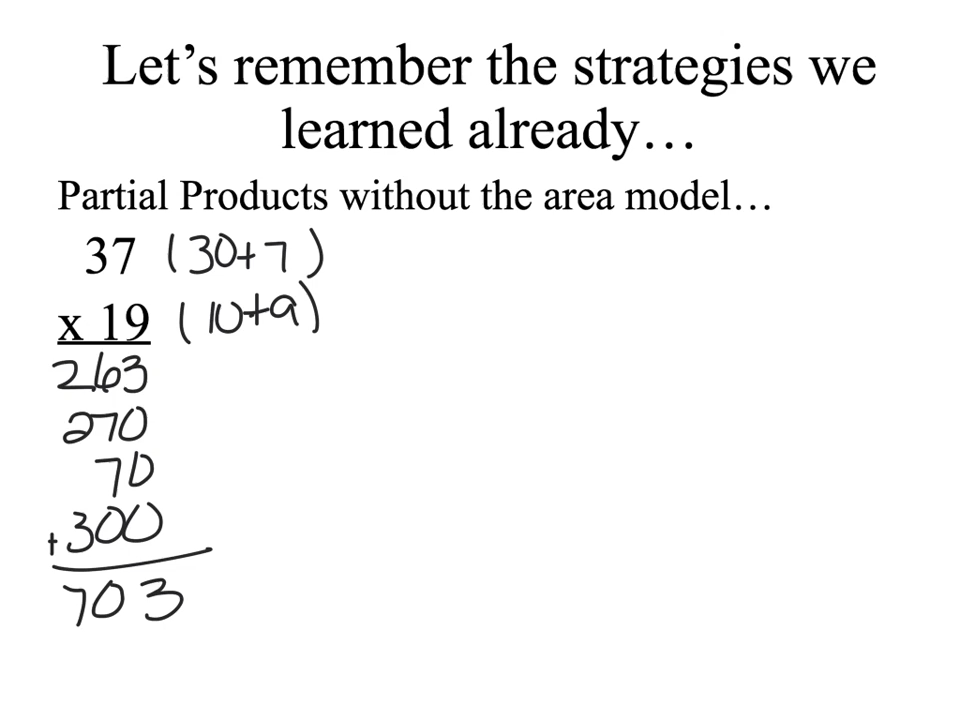 Let’s remember the strategies we
learned already…
Partial Products without the area model…
37 (30+7)
x 19 (10+9)
263
270
70
+300
703